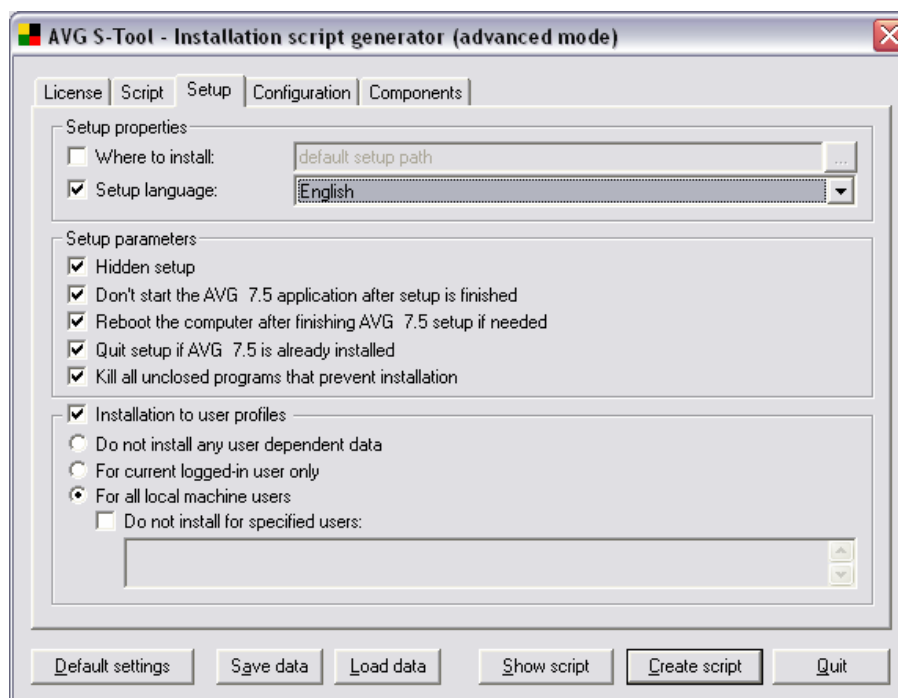 AVG S-Tool - Installation script generator (advanced mode)
License Script Setup Configuration Components
Setup properties
Where to install: default setup path ...
Setup language: English
Setup parameters
Hidden setup
Don't start the AVG 7.5 application after setup is finished
Reboot the computer after finishing AVG 7.5 setup if needed
Quit setup if AVG 7.5 is already installed
Kill all unclosed programs that prevent installation
Installation to user profiles
Do not install any user dependent data
For current logged-in user only
For all local machine users
Do not install for specified users:
Default settings Save data Load data Show script Create script Quit